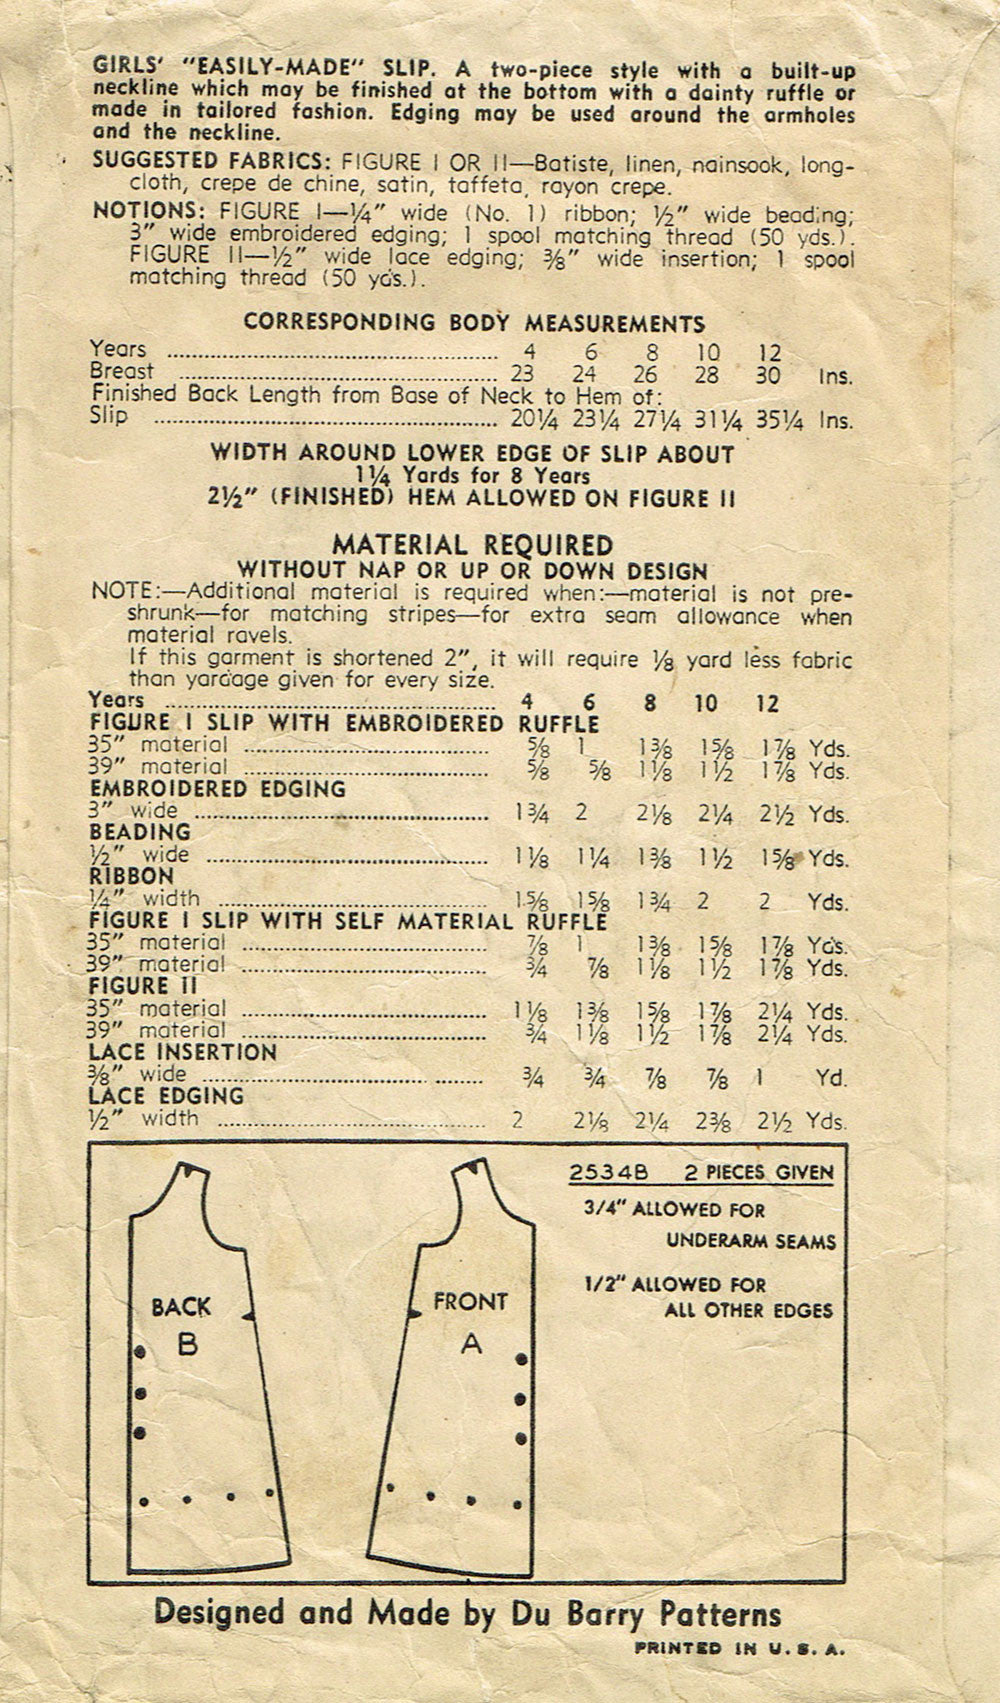 GIRLS' "EASILY-MADE" SLIP. A two-piece style with a built-up
neckline which may be finished at the bottom with a dainty ruffle or
made in tailored fashion. Edging may be used around the armholes
and the neckline.
SUGGESTED FABRICS: FIGURE I OR II—Batiste, linen, nainsook, long-
cloth, crepe de chine, satin, taffeta, rayon crepe.
NOTIONS: FIGURE I—¼" wide (No. 1) ribbon; ½" wide beading;
3" wide embroidered edging; 1 spool matching thread (50 yds.).
FIGURE II—½" wide lace edging; ⅜" wide insertion; 1 spool
matching thread (50 yds.).
CORRESPONDING BODY MEASUREMENTS
Years 4 6 8 10 12
Breast 23 24 26 28 30 Ins.
Finished Back Length from Base of Neck to Hem of:
Slip 20¼ 23¼ 27¼ 31¼ 35¼ Ins.
WIDTH AROUND LOWER EDGE OF SLIP ABOUT
1¼ Yards for 8 Years
2½" (FINISHED) HEM ALLOWED ON FIGURE II
MATERIAL REQUIRED
WITHOUT NAP OR UP OR DOWN DESIGN
NOTE:—Additional material is required when:—material is not pre-
shrunk—for matching stripes—for extra seam allowance when
material ravels.
If this garment is shortened 2", it will require ⅛ yard less fabric
than yardage given for every size.
Years 4 6 8 10 12
FIGURE I SLIP WITH EMBROIDERED RUFFLE
35" material ⅝ 1 1⅜ 1⅝ 1⅞ Yds.
39" material ⅝ ⅝ 1⅛ 1½ 1⅞ Yds.
EMBROIDERED EDGING
3" wide 1¾ 2 2⅛ 2¼ 2½ Yds.
BEADING
½" wide 1⅛ 1¼ 1⅜ 1½ 1⅝ Yds.
RIBBON
¼" width 1⅝ 1⅝ 1¾ 2 2 Yds.
FIGURE I SLIP WITH SELF MATERIAL RUFFLE
35" material ⅞ 1 1⅜ 1⅝ 1⅞ Yds.
39" material ¾ ⅞ 1⅛ 1½ 1⅞ Yds.
FIGURE II
35" material 1⅛ 1⅜ 1⅝ 1⅞ 2¼ Yds.
39" material ¾ 1⅛ 1½ 1⅞ 2¼ Yds.
LACE INSERTION
⅜" wide ¾ ¾ ⅞ ⅞ 1 Yd.
LACE EDGING
½" width 2 2⅛ 2¼ 2⅜ 2½ Yds.
2534B 2 PIECES GIVEN
3/4" ALLOWED FOR
UNDERARM SEAMS
1/2" ALLOWED FOR
ALL OTHER EDGES
BACK
B
FRONT
A
Designed and Made by Du Barry Patterns
PRINTED IN U. S. A.